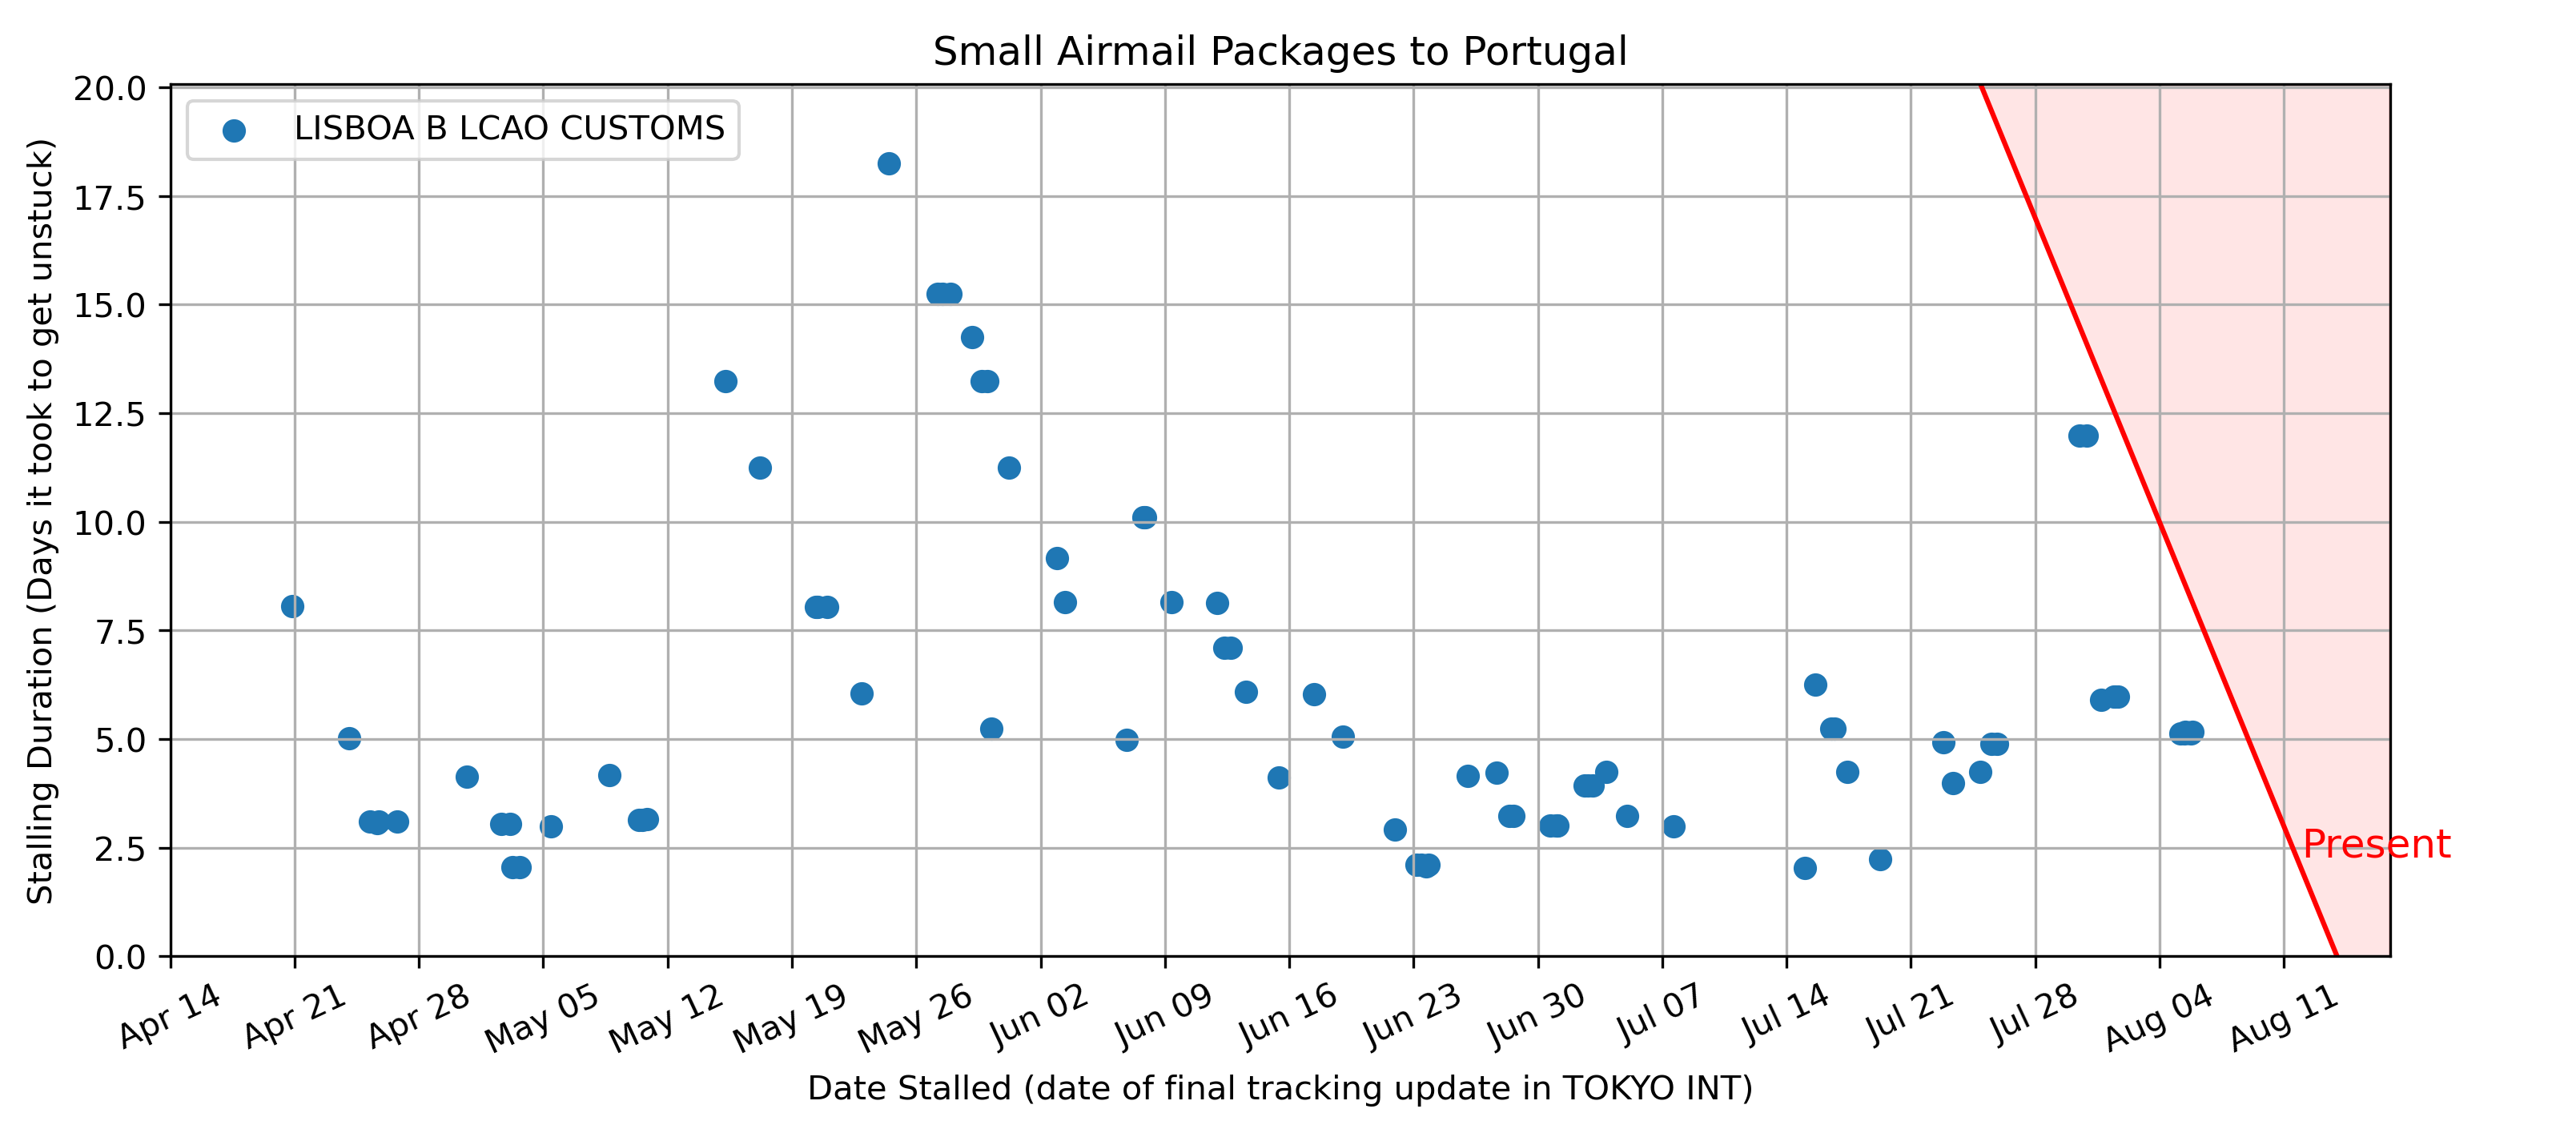 Small Airmail Packages to Portugal
LISBOA B LCAO CUSTOMS
Stalling Duration (Days it took to get unstuck)
20.0
17.5
15.0
12.5
10.0
7.5
5.0
2.5
0.0
Present
Apr 14
Apr 21
Apr 28
May 05
May 12
May 19
May 26
Jun 02
Jun 09
Jun 16
Jun 23
Jun 30
Jul 07
Jul 14
Jul 21
Jul 28
Aug 04
Aug 11
Date Stalled (date of final tracking update in TOKYO INT)